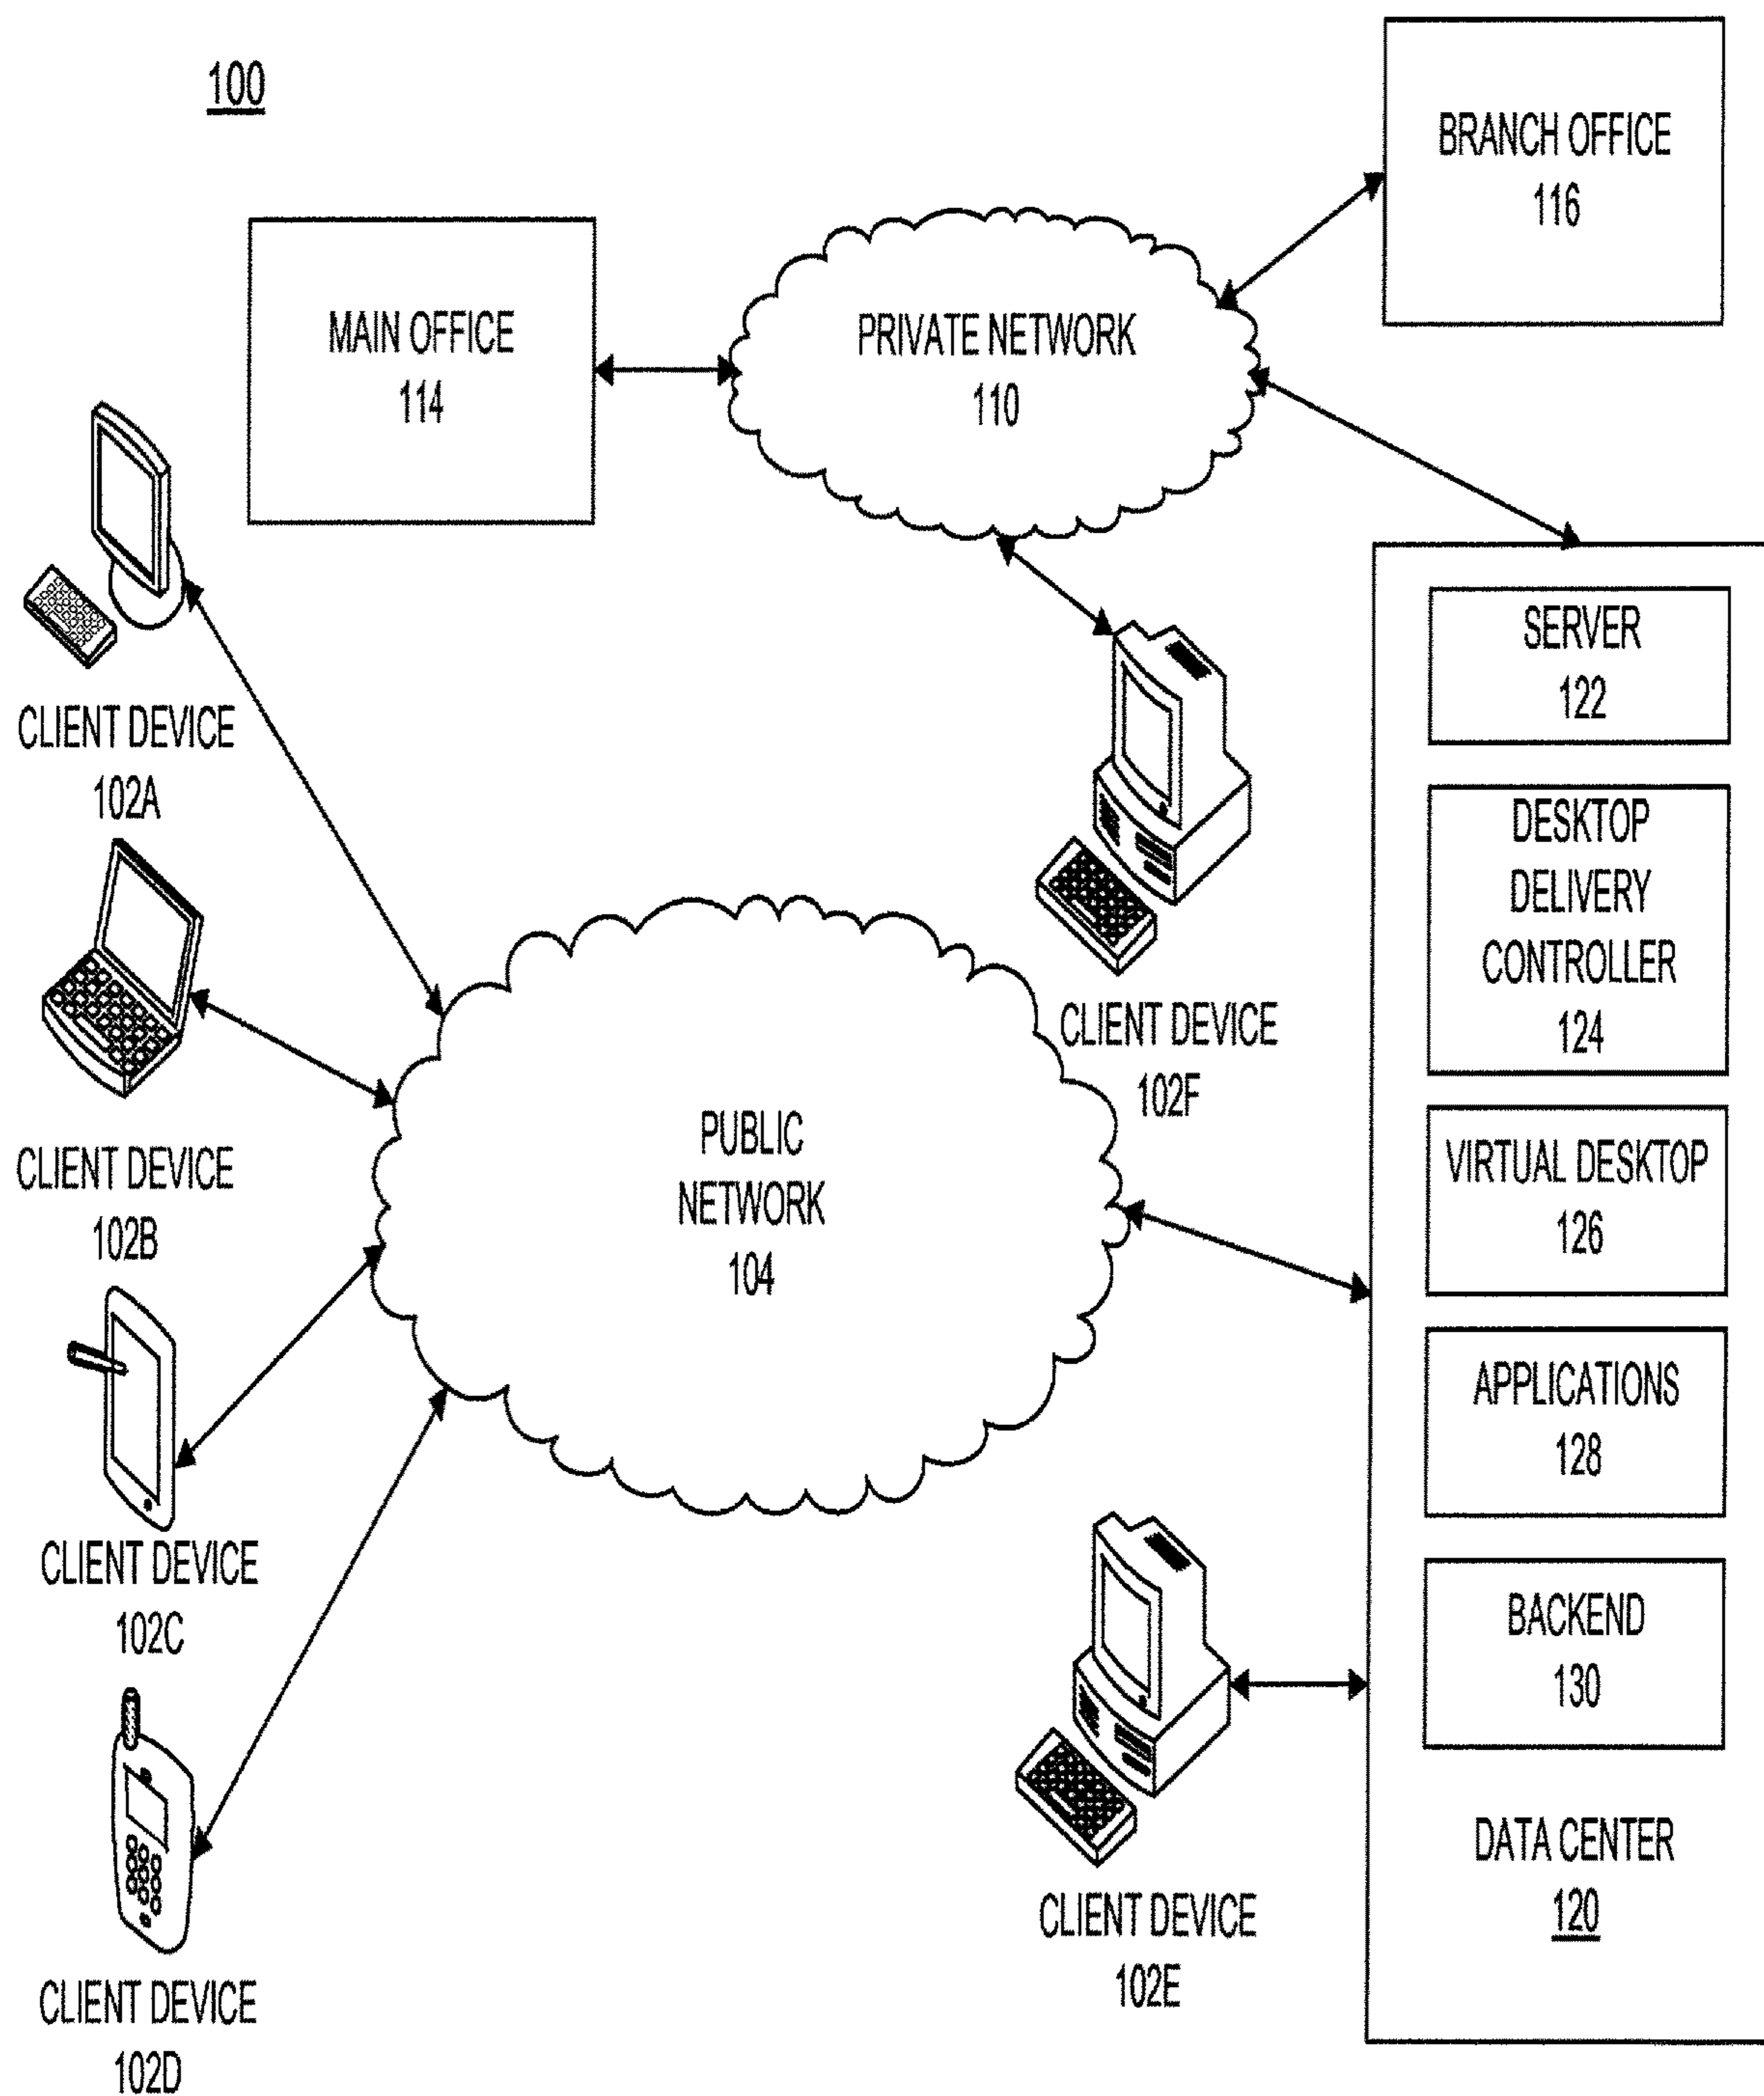 100
BRANCH OFFICE
116
MAIN OFFICE
114
PRIVATE NETWORK
110
CLIENT DEVICE
102A
SERVER
122
DESKTOP
DELIVERY
CONTROLLER
124
CLIENT DEVICE
102F
CLIENT DEVICE
102B
PUBLIC
NETWORK
104
VIRTUAL DESKTOP
126
APPLICATIONS
128
CLIENT DEVICE
102C
BACKEND
130
DATA CENTER
120
CLIENT DEVICE
102E
CLIENT DEVICE
102D